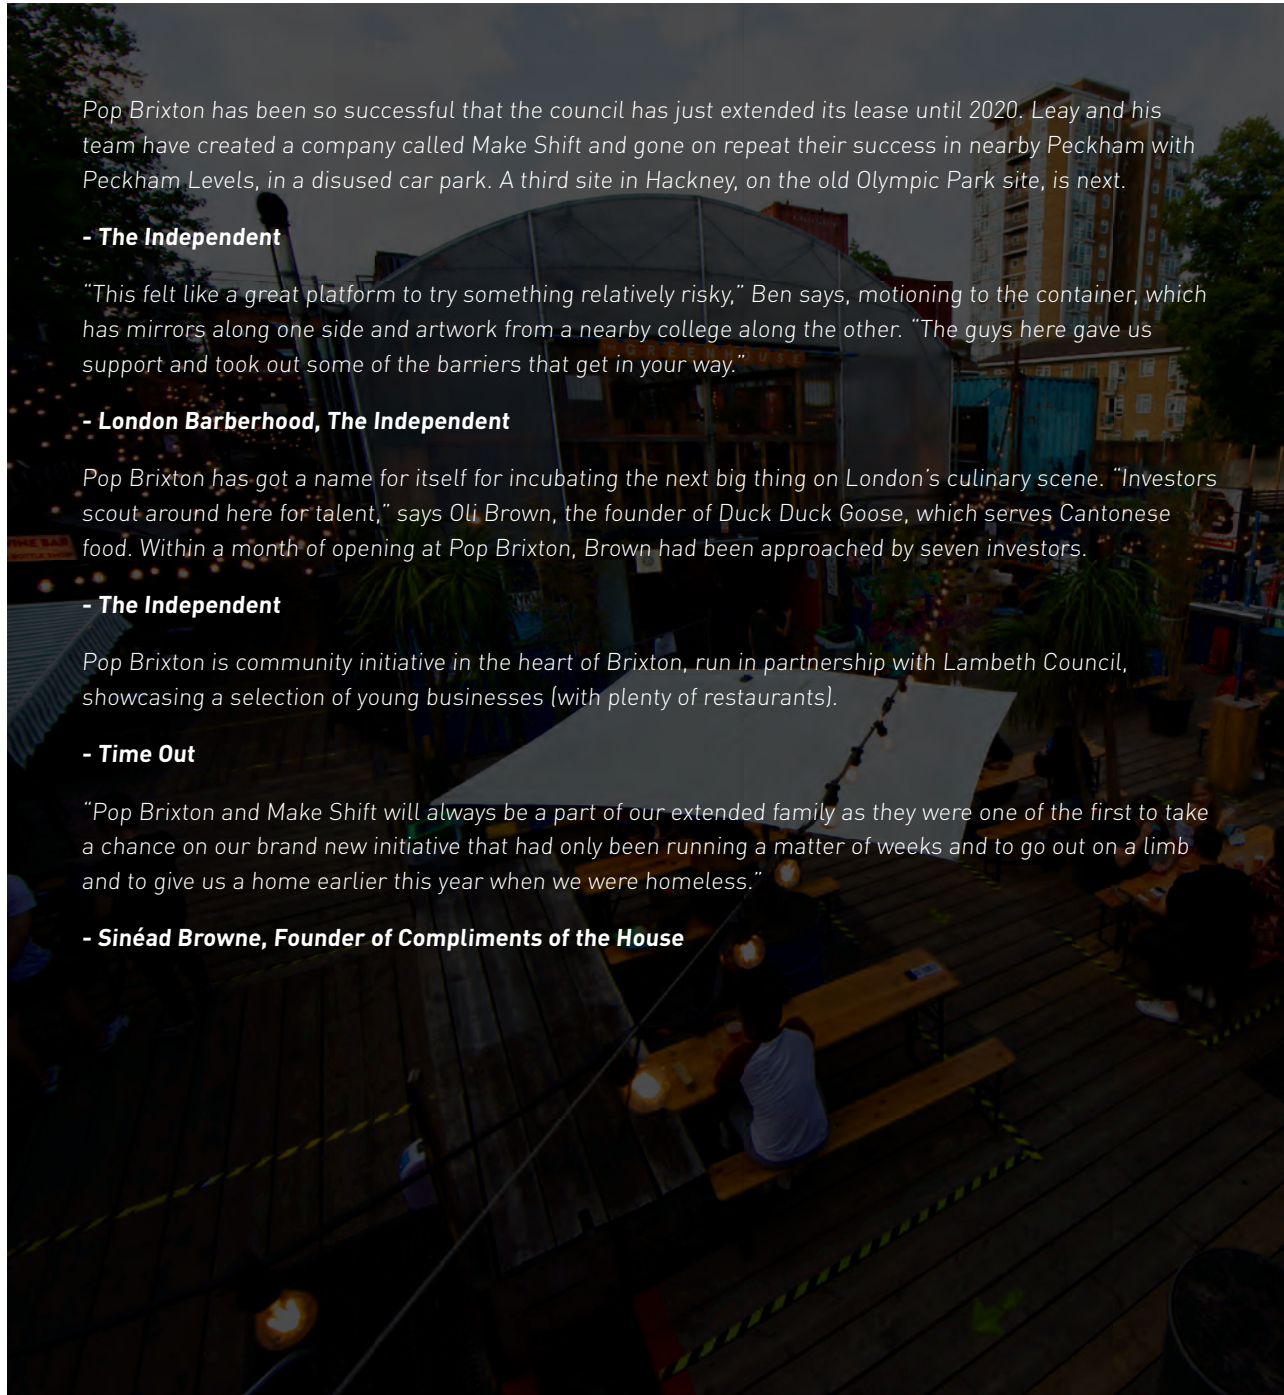 Pop Brixton has been so successful that the council has just extended its lease until 2020. Leay and his
team have created a company called Make Shift and gone on repeat their success in nearby Peckham with
Peckham Levels, in a disused car park. A third site in Hackney, on the old Olympic Park site, is next.
- The Independent
“This felt like a great platform to try something relatively risky,” Ben says, motioning to the container, which
has mirrors along one side and artwork from a nearby college along the other. “The guys here gave us
support and took out some of the barriers that get in your way.”
GREENHOUSE
- London Barberhood, The Independent
Pop Brixton has got a name for itself for incubating the next big thing on London’s culinary scene. “Investors
scout around here for talent,” says Oli Brown, the founder of Duck Duck Goose, which serves Cantonese
food. Within a month of opening at Pop Brixton, Brown had been approached by seven investors.
THE BAR
BOTTLE SHOP
- The Independent
Pop Brixton is community initiative in the heart of Brixton, run in partnership with Lambeth Council,
showcasing a selection of young businesses (with plenty of restaurants).
- Time Out
“Pop Brixton and Make Shift will always be a part of our extended family as they were one of the first to take
a chance on our brand new initiative that had only been running a matter of weeks and to go out on a limb
and to give us a home earlier this year when we were homeless.”
- Sinéad Browne, Founder of Compliments of the House